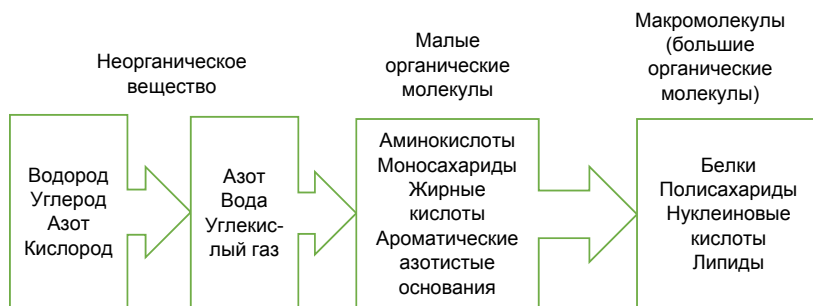 Неорганическое
вещество
Малые
органические
молекулы
Макромолекулы
(большие
органические
молекулы)
Водород
Углерод
Азот
Кислород
Азот
Вода
Углекис-
лый газ
Аминокислоты
Моносахариды
Жирные
кислоты
Ароматические
азотистые
основания
Белки
Полисахариды
Нуклеиновые
кислоты
Липиды